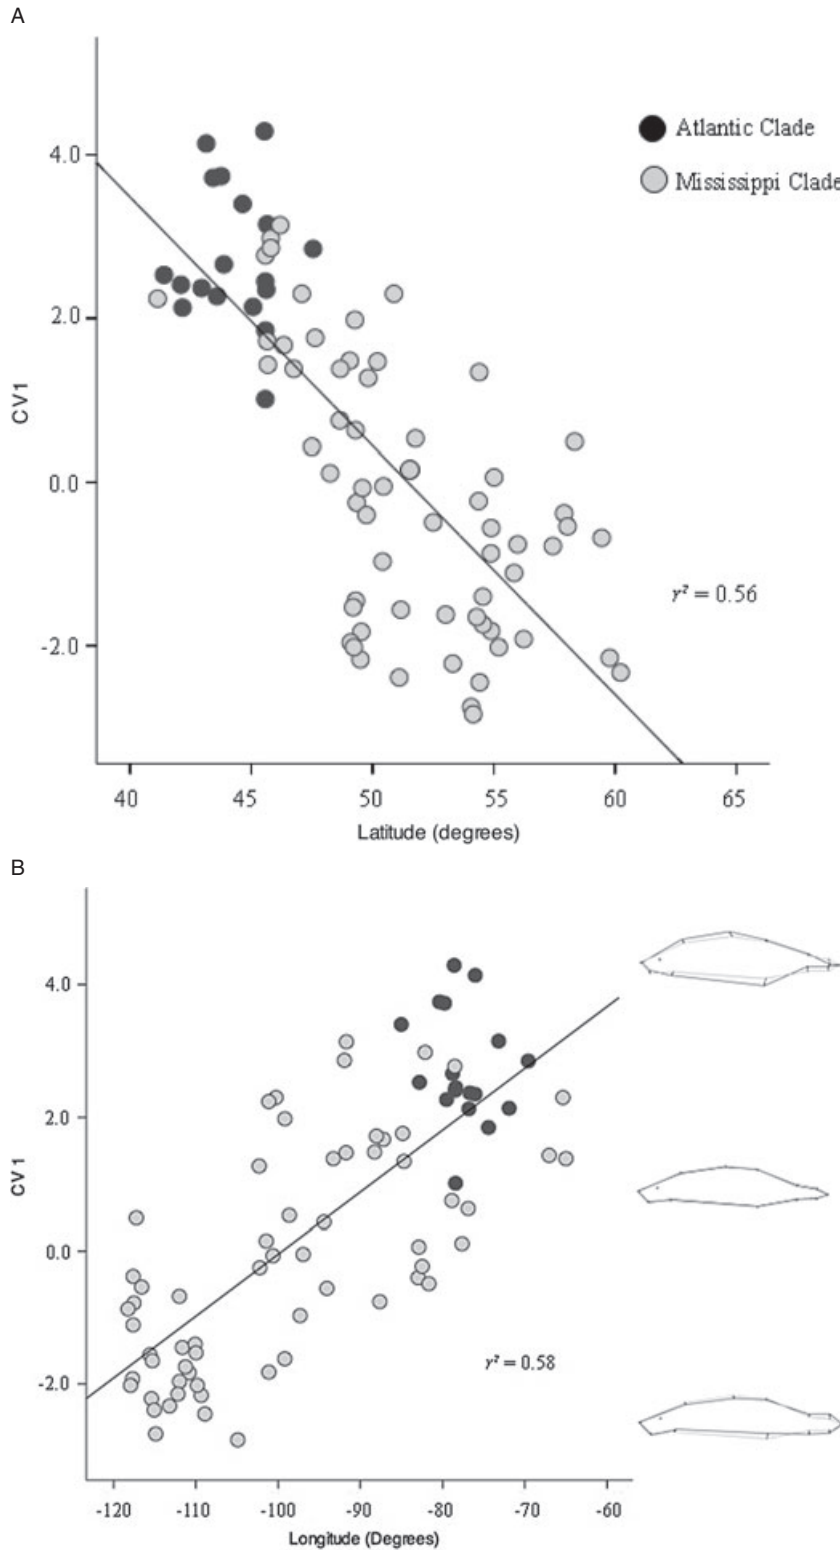 A
Atlantic Clade
Mississippi Clade
4.0
2.0
0.0
-2.0
CV1
r² = 0.56
40 45 50 55 60 65
Latitude (degrees)
B
4.0
2.0
0.0
-2.0
CV 1
r² = 0.58
-120 -110 -100 -90 -80 -70 -60
Longitude (Degrees)